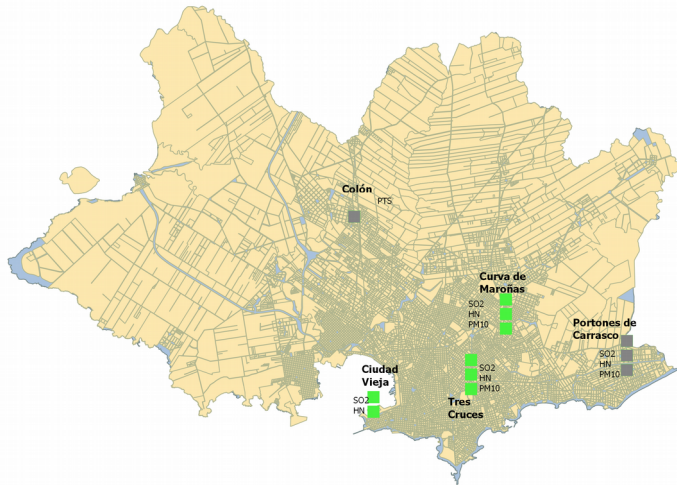 Colón
PTS
Curva de
Maroñas
SO2
HN
PM10
Portones de
Carrasco
SO2
HN
PM10
Ciudad
Vieja
SO2
HN
SO2
HN
PM10
Tres
Cruces